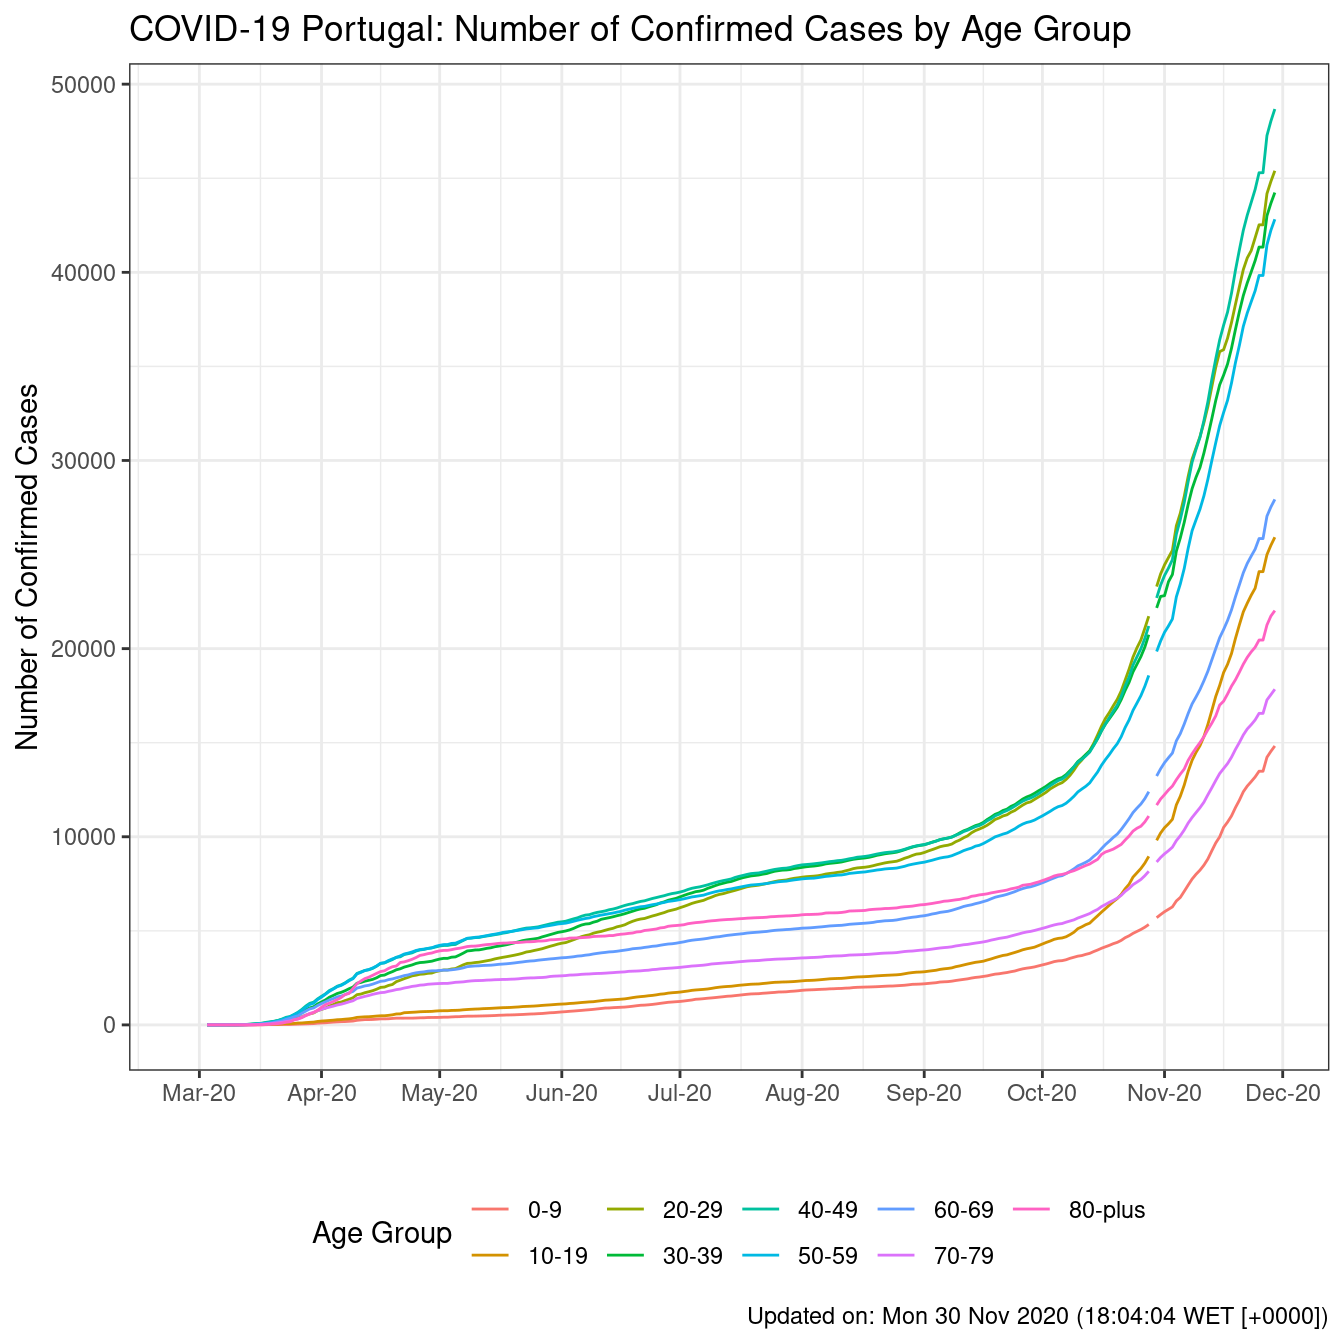 COVID-19 Portugal: Number of Confirmed Cases by Age Group
Number of Confirmed Cases
50000
40000
30000
20000
10000
0
Mar-20 Apr-20 May-20 Jun-20 Jul-20 Aug-20 Sep-20 Oct-20 Nov-20 Dec-20
Age Group
0-9 20-29 40-49 60-69 80-plus
10-19 30-39 50-59 70-79
Updated on: Mon 30 Nov 2020 (18:04:04 WET [+0000])